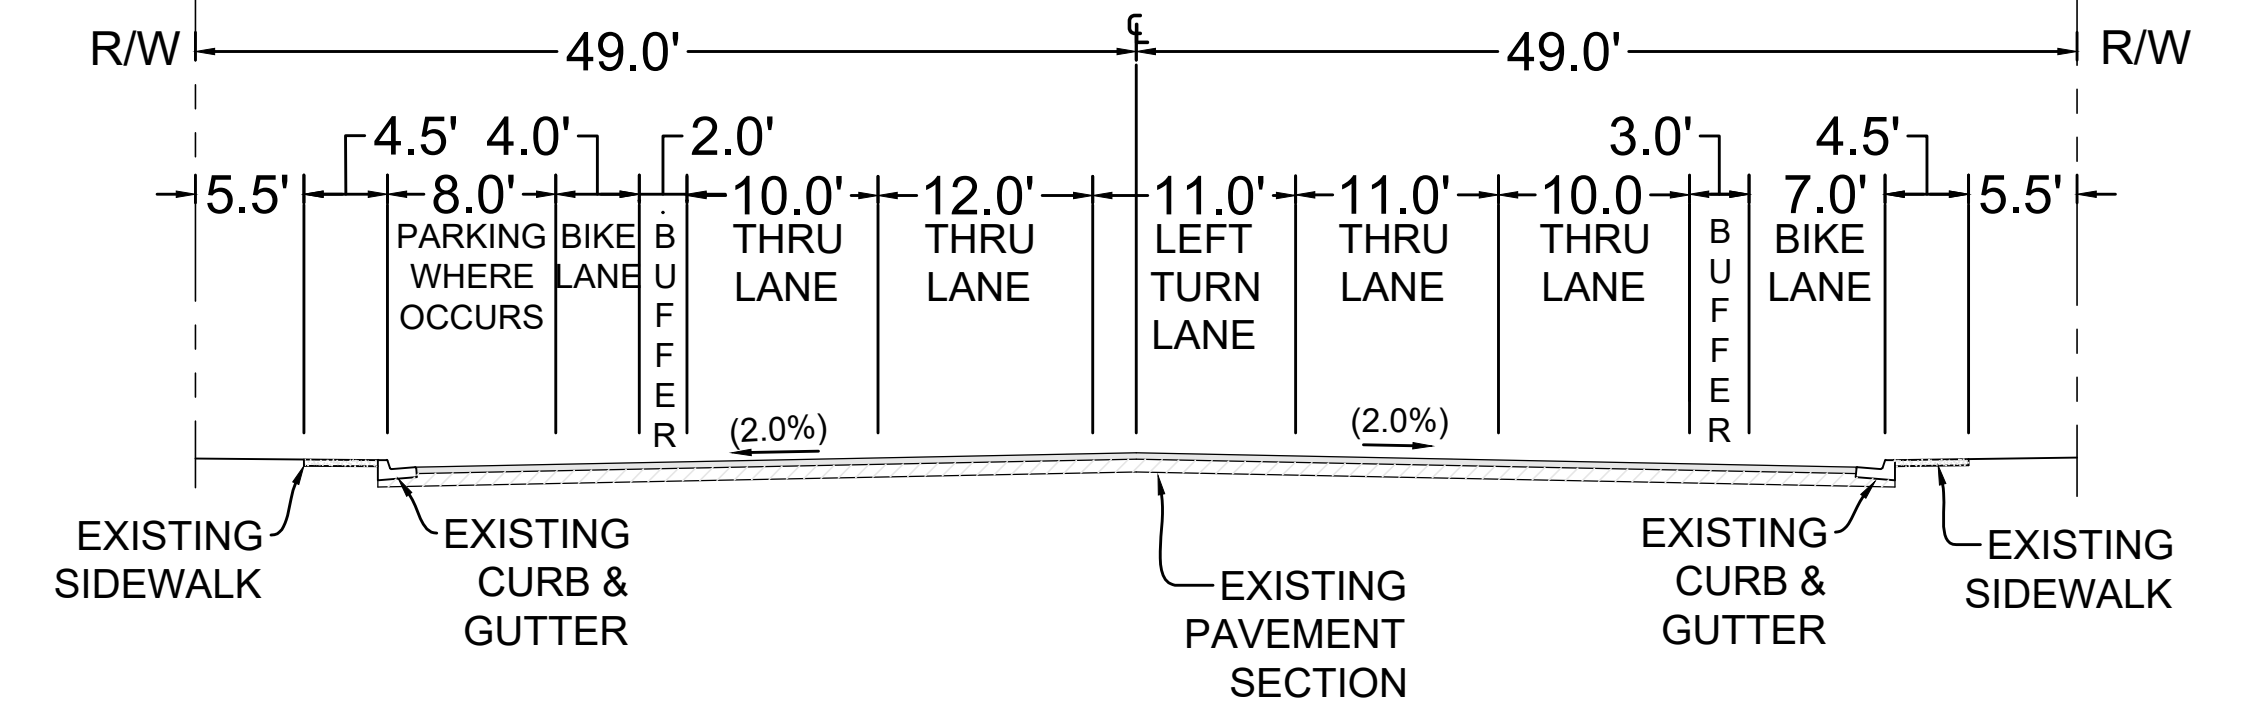 ℄
R/W 49.0' 49.0' R/W
4.5' 4.0' 2.0' 3.0' 4.5'
5.5' 8.0' 10.0' 12.0' 11.0' 11.0' 10.0 7.0' 5.5'
PARKING
WHERE
OCCURS
BIKE
LANE
BUFFER
THRU
LANE
THRU
LANE
LEFT
TURN
LANE
THRU
LANE
THRU
LANE
BUFFER
BIKE
LANE
(2.0%) (2.0%)
EXISTING
SIDEWALK
EXISTING
CURB &
GUTTER
EXISTING
PAVEMENT
SECTION
EXISTING
CURB &
GUTTER
EXISTING
SIDEWALK